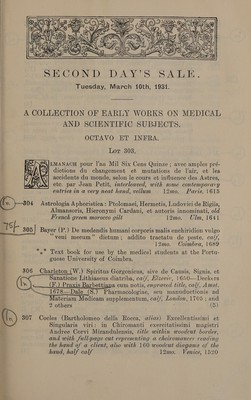 SECOND DAY'S SALE.
Tuesday, March 10th, 1931.
A COLLECTION OF EARLY WORKS ON MEDICAL
AND SCIENTIFIC SUBJECTS.
OCTAVO ET INFRA.
Lot 303.
ALMANACH pour l'an Mil Six Cens Quinze; avec amples pré-
dictions du changement et mutations de l'air, et les
accidents du monde, selon le cours et influence des Astres,
etc. par Jean Petit, interleaved, with some contemporary
entries in a very neat hand, vellum 12mo. Paris, 1615
304 Astrologia Aphoristica: Ptolomaei, Hermetis, Ludovici de Rigiis,
Almansoris, Hieronymi Cardani, et autoris innominati, old
French green morocco gilt 12mo. Ulm, 1641
305 Bayer (P.) De medendis humani corporis malis enchiridion vulgo
"veni mecum" dictum: addito tractatu de peste, calf,
12mo. Coimbra, 1689
*** Text book for use by the medical students at the Portu-
guese University of Coimbra.
306 Charleton (W.) Spiritus Gorgonicus, sive de Causis, Signis, et
Sanatione Lithiaseos, calf, Elzevir, 1650—Deckers
(F.) Praxis Barbettiana cum notis, engraved title, calf, Amst.
1678—Dale (S.) Pharmacologiae, seu manuductionis ad
Materiam Medicam supplementum, calf, London, 1705; and
2 others (5)
307 Cocles (Bartholomeo della Rocca, alias) Excellentissimi et
Singularis viri: in Chiromanti exercitatissimi magistri
Andree Corvi Mirandulensis, title within woodcut border,
and with full-page cut representing a chiromancer reading
the hand of a client, also with 160 woodcut diagrams of the
hand, half calf 12mo. Venice, 1520